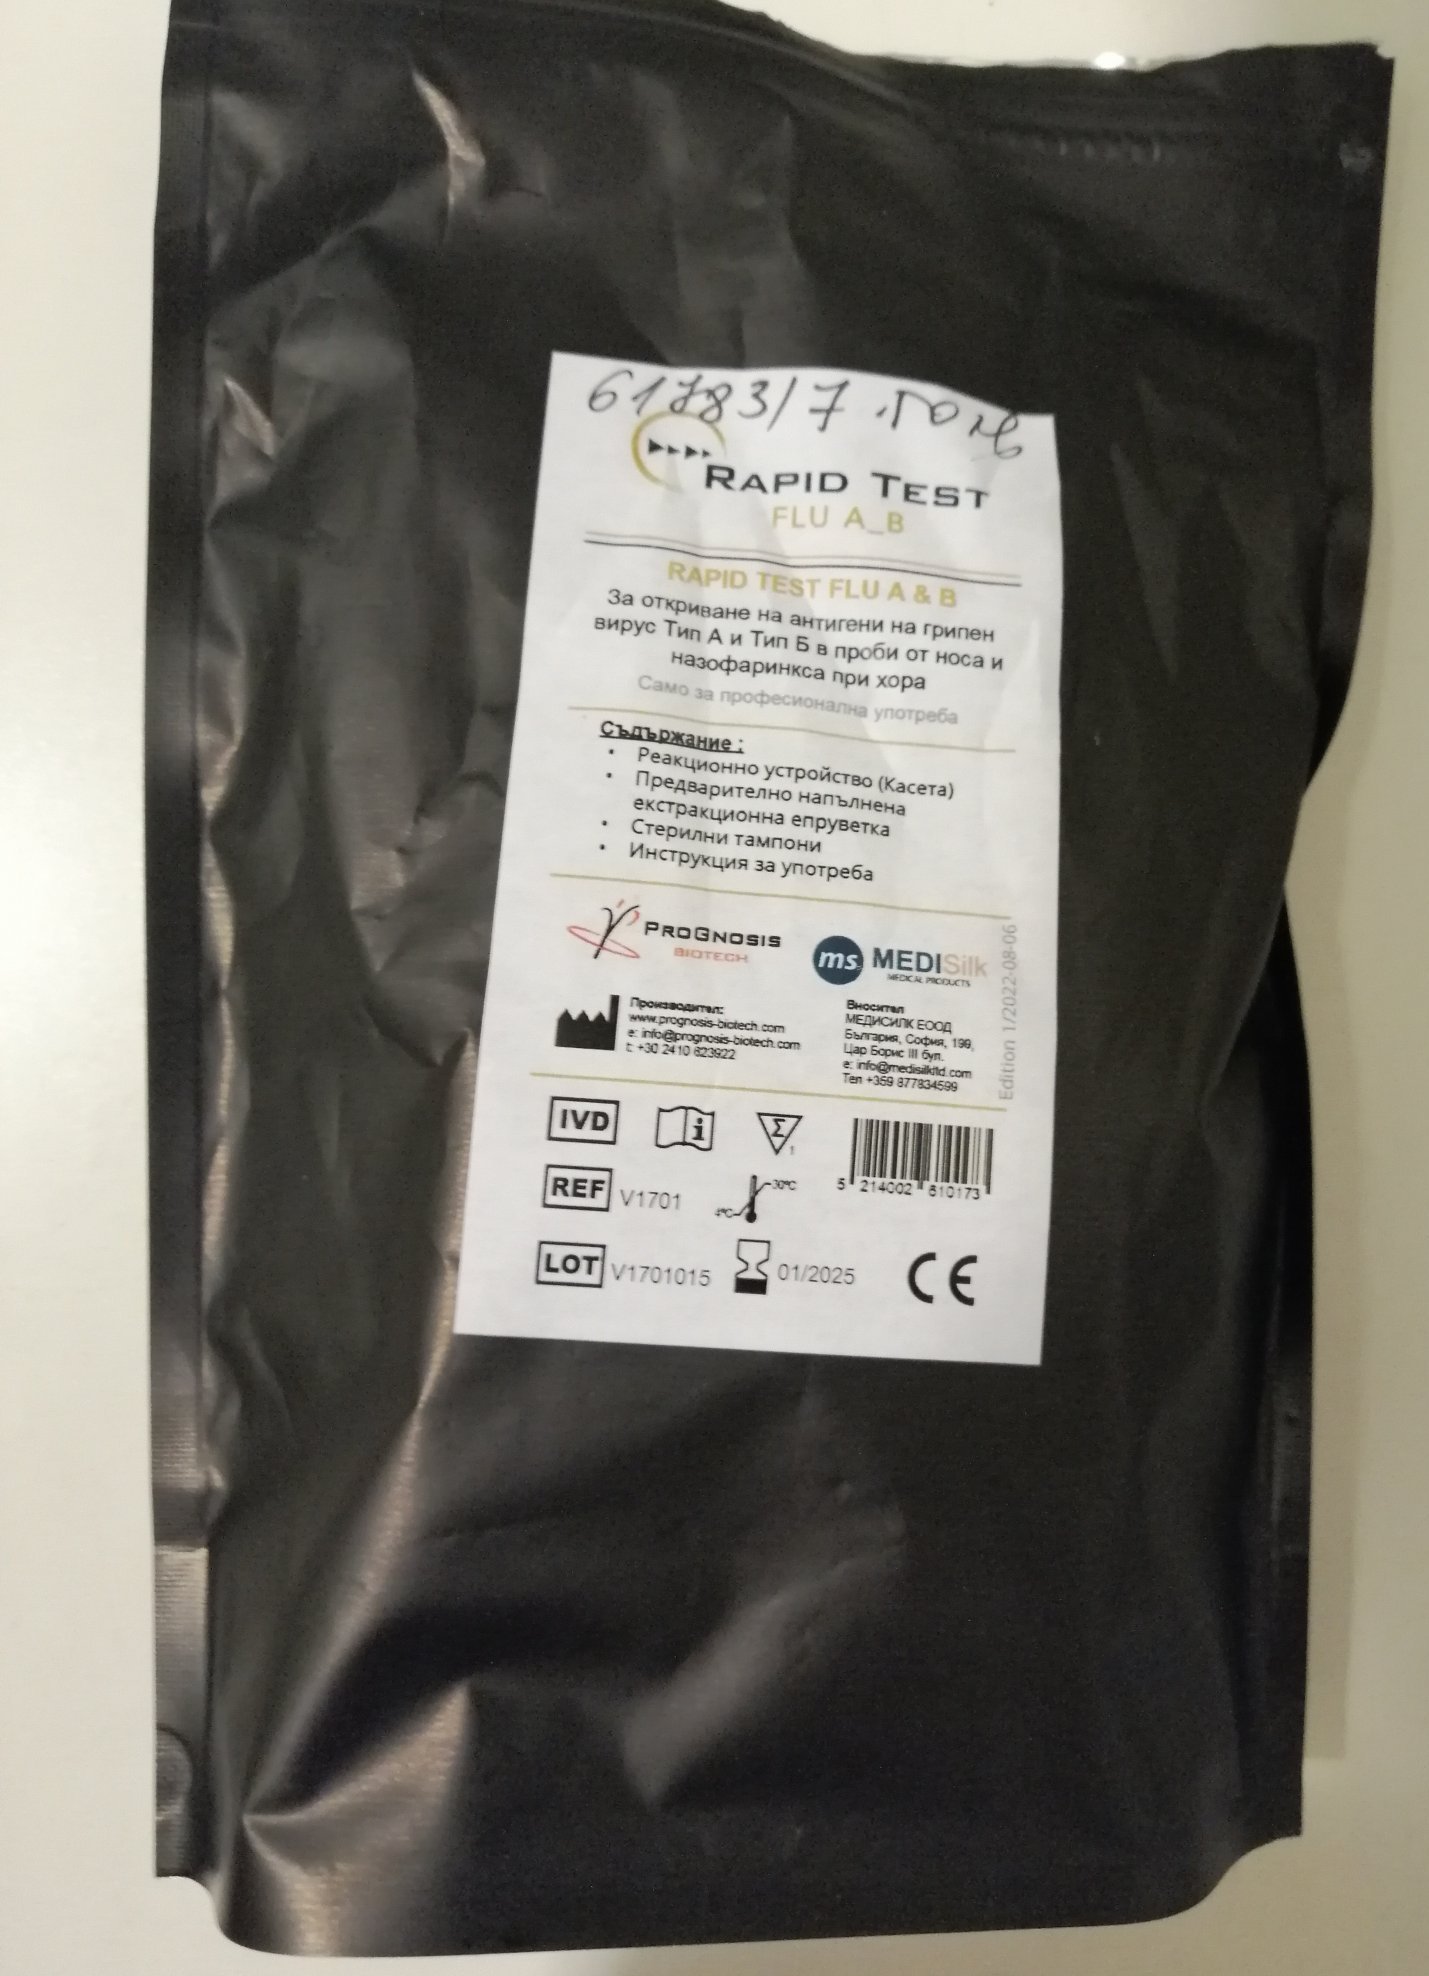 61783/7
RAPID TEST
FLU A_B
RAPID TEST FLU A & B
За откриване на антигени на грипен
вирус Тип А и Тип Б в проби от носа и
назофаринкса при хора
Само за професионална употреба
Съдържание :
• Реакционно устройство (Касета)
• Предварително напълнена
екстракционна епруветка
• Стерилни тампони
• Инструкция за употреба
PROGNOSIS
BIOTECH
ms MEDISilk
MEDICAL PRODUCTS
Производител:
www.prognosis-biotech.com
e: info@prognosis-biotech.com
t: +30 2410 623922
Вносител
МЕДИСИЛК ЕООД
България, София, 199,
Цар Борис III бул.
e: info@medisilkltd.com
Тел +359 877834599
Edition 1/2022-08-06
IVD
i
Σ
1
REF V1701
4°C
30°C
5 214002 610173
LOT V1701015
01/2025
CE